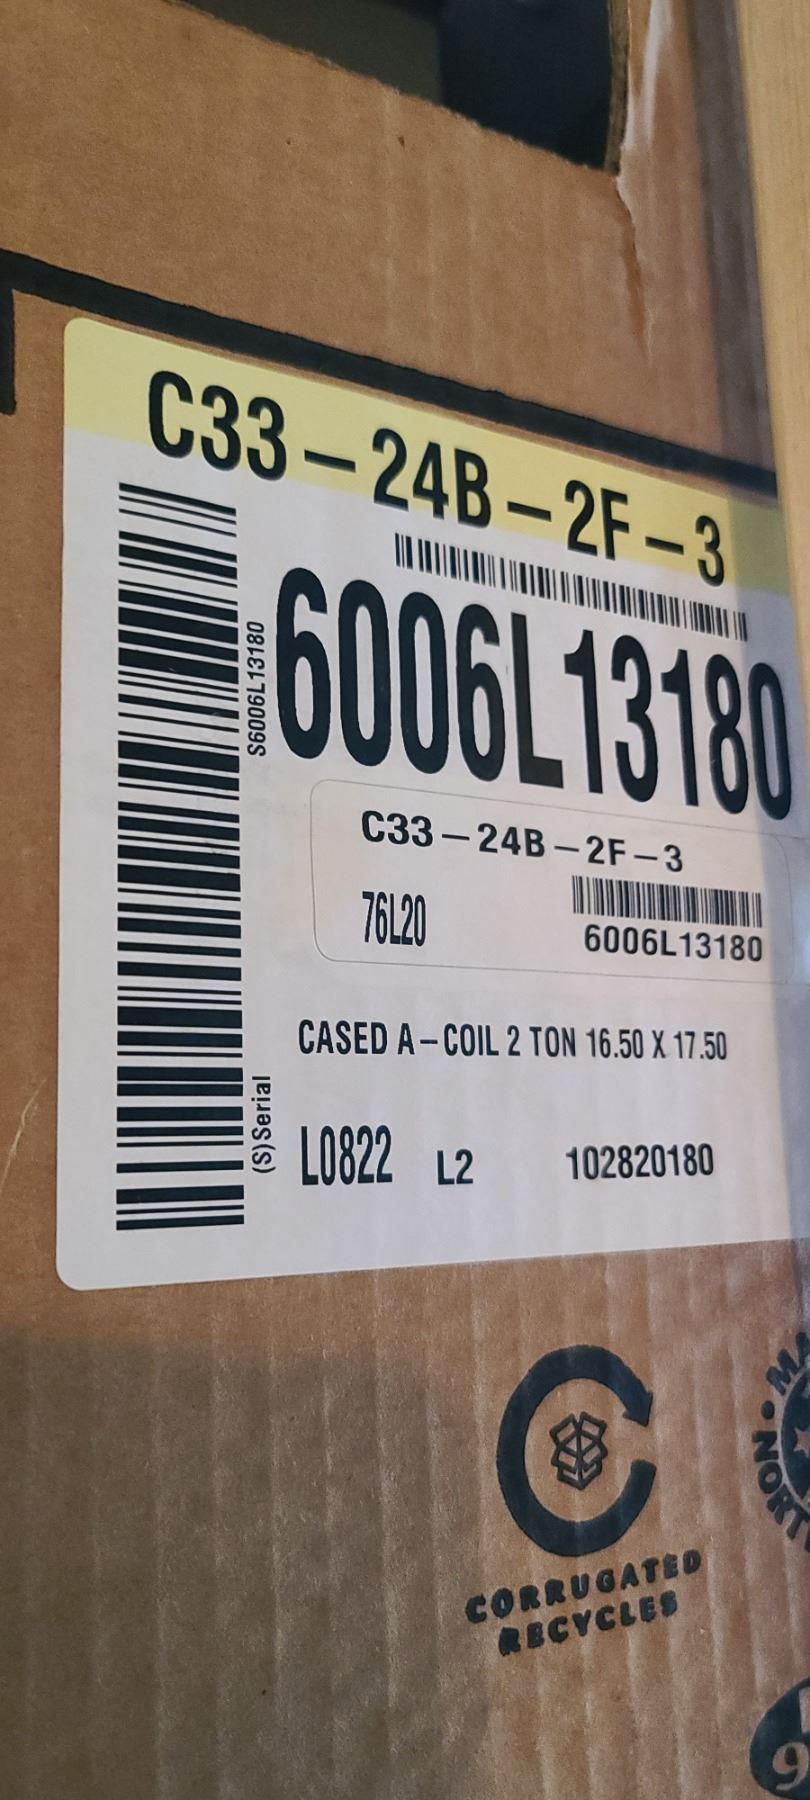 C33-24B-2F-3
S6006L13180
6006L13180
C33-24B-2F-3
76L20
6006L13180
CASED A-COIL 2 TON 16.50 X 17.50
(S)Serial
L0822 L2 102820180
CORRUGATED
RECYCLES